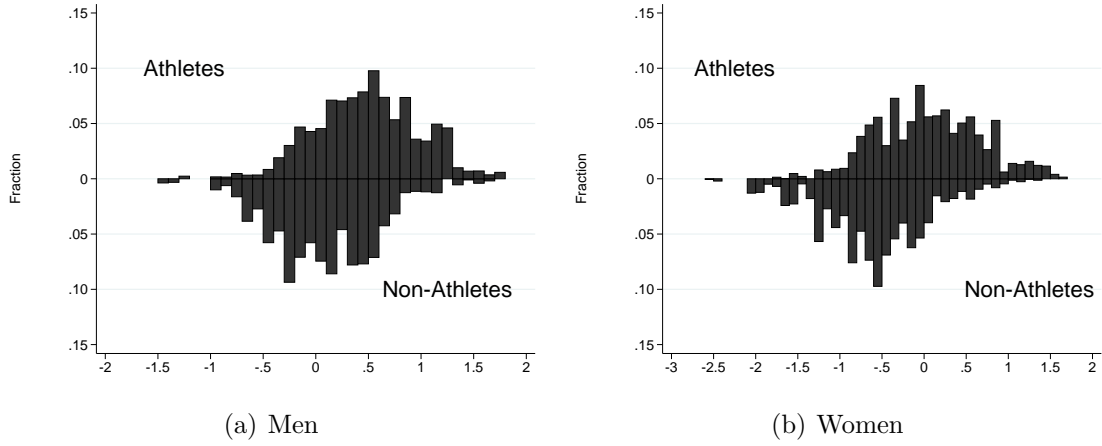 .15
.10
.05
0
.05
.10
.15
Fraction
Athletes
Non-Athletes
-2 -1.5 -1 -.5 0 .5 1 1.5 2
(a) Men
.15
.10
.05
0
.05
.10
.15
Fraction
Athletes
Non-Athletes
-3 -2.5 -2 -1.5 -1 -.5 0 .5 1 1.5 2
(b) Women